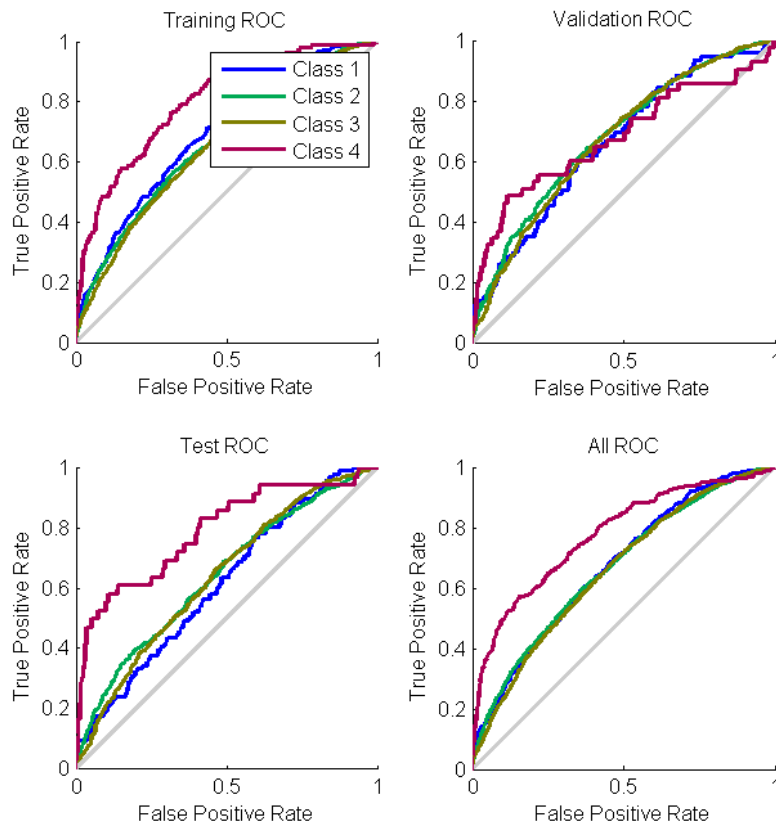 Training ROC
1
0.8
0.6
0.4
0.2
0
True Positive Rate
Class 1
Class 2
Class 3
Class 4
0
0.5
1
False Positive Rate
Validation ROC
1
0.8
0.6
0.4
0.2
0
True Positive Rate
0
0.5
1
False Positive Rate
Test ROC
1
0.8
0.6
0.4
0.2
0
True Positive Rate
0
0.5
1
False Positive Rate
All ROC
1
0.8
0.6
0.4
0.2
0
True Positive Rate
0
0.5
1
False Positive Rate